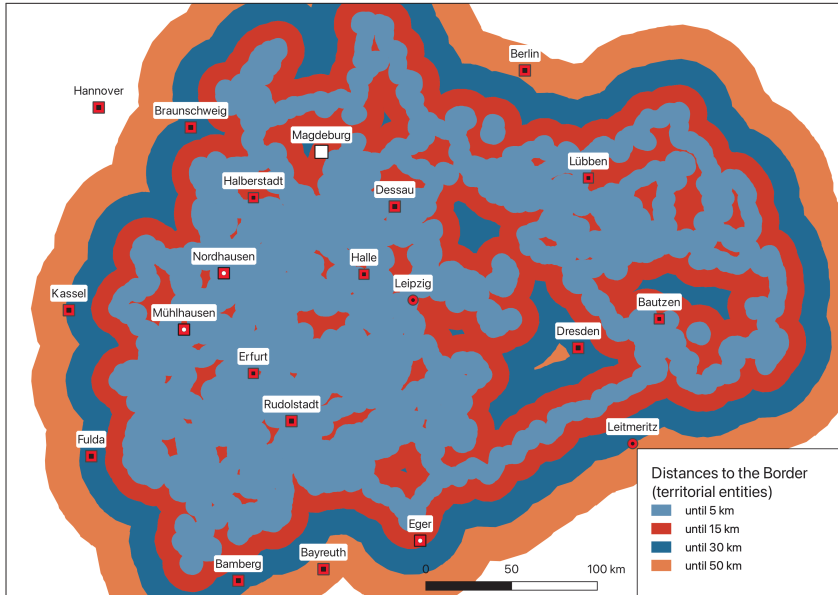 Berlin
Hannover
Braunschweig
Magdeburg
Lübben
Halberstadt
Dessau
Nordhausen
Halle
Leipzig
Kassel
Mühlhausen
Bautzen
Dresden
Erfurt
Rudolstadt
Leitmeritz
Fulda
Eger
Bayreuth
Bamberg
0 50 100 km
Distances to the Border
(territorial entities)
until 5 km
until 15 km
until 30 km
until 50 km